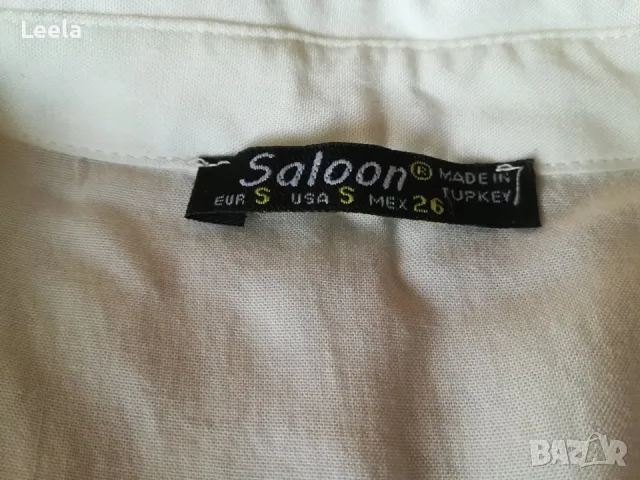 Leela
Saloon® MADE IN
EUR S USA S MEX 26 TURKEY
BAZAR